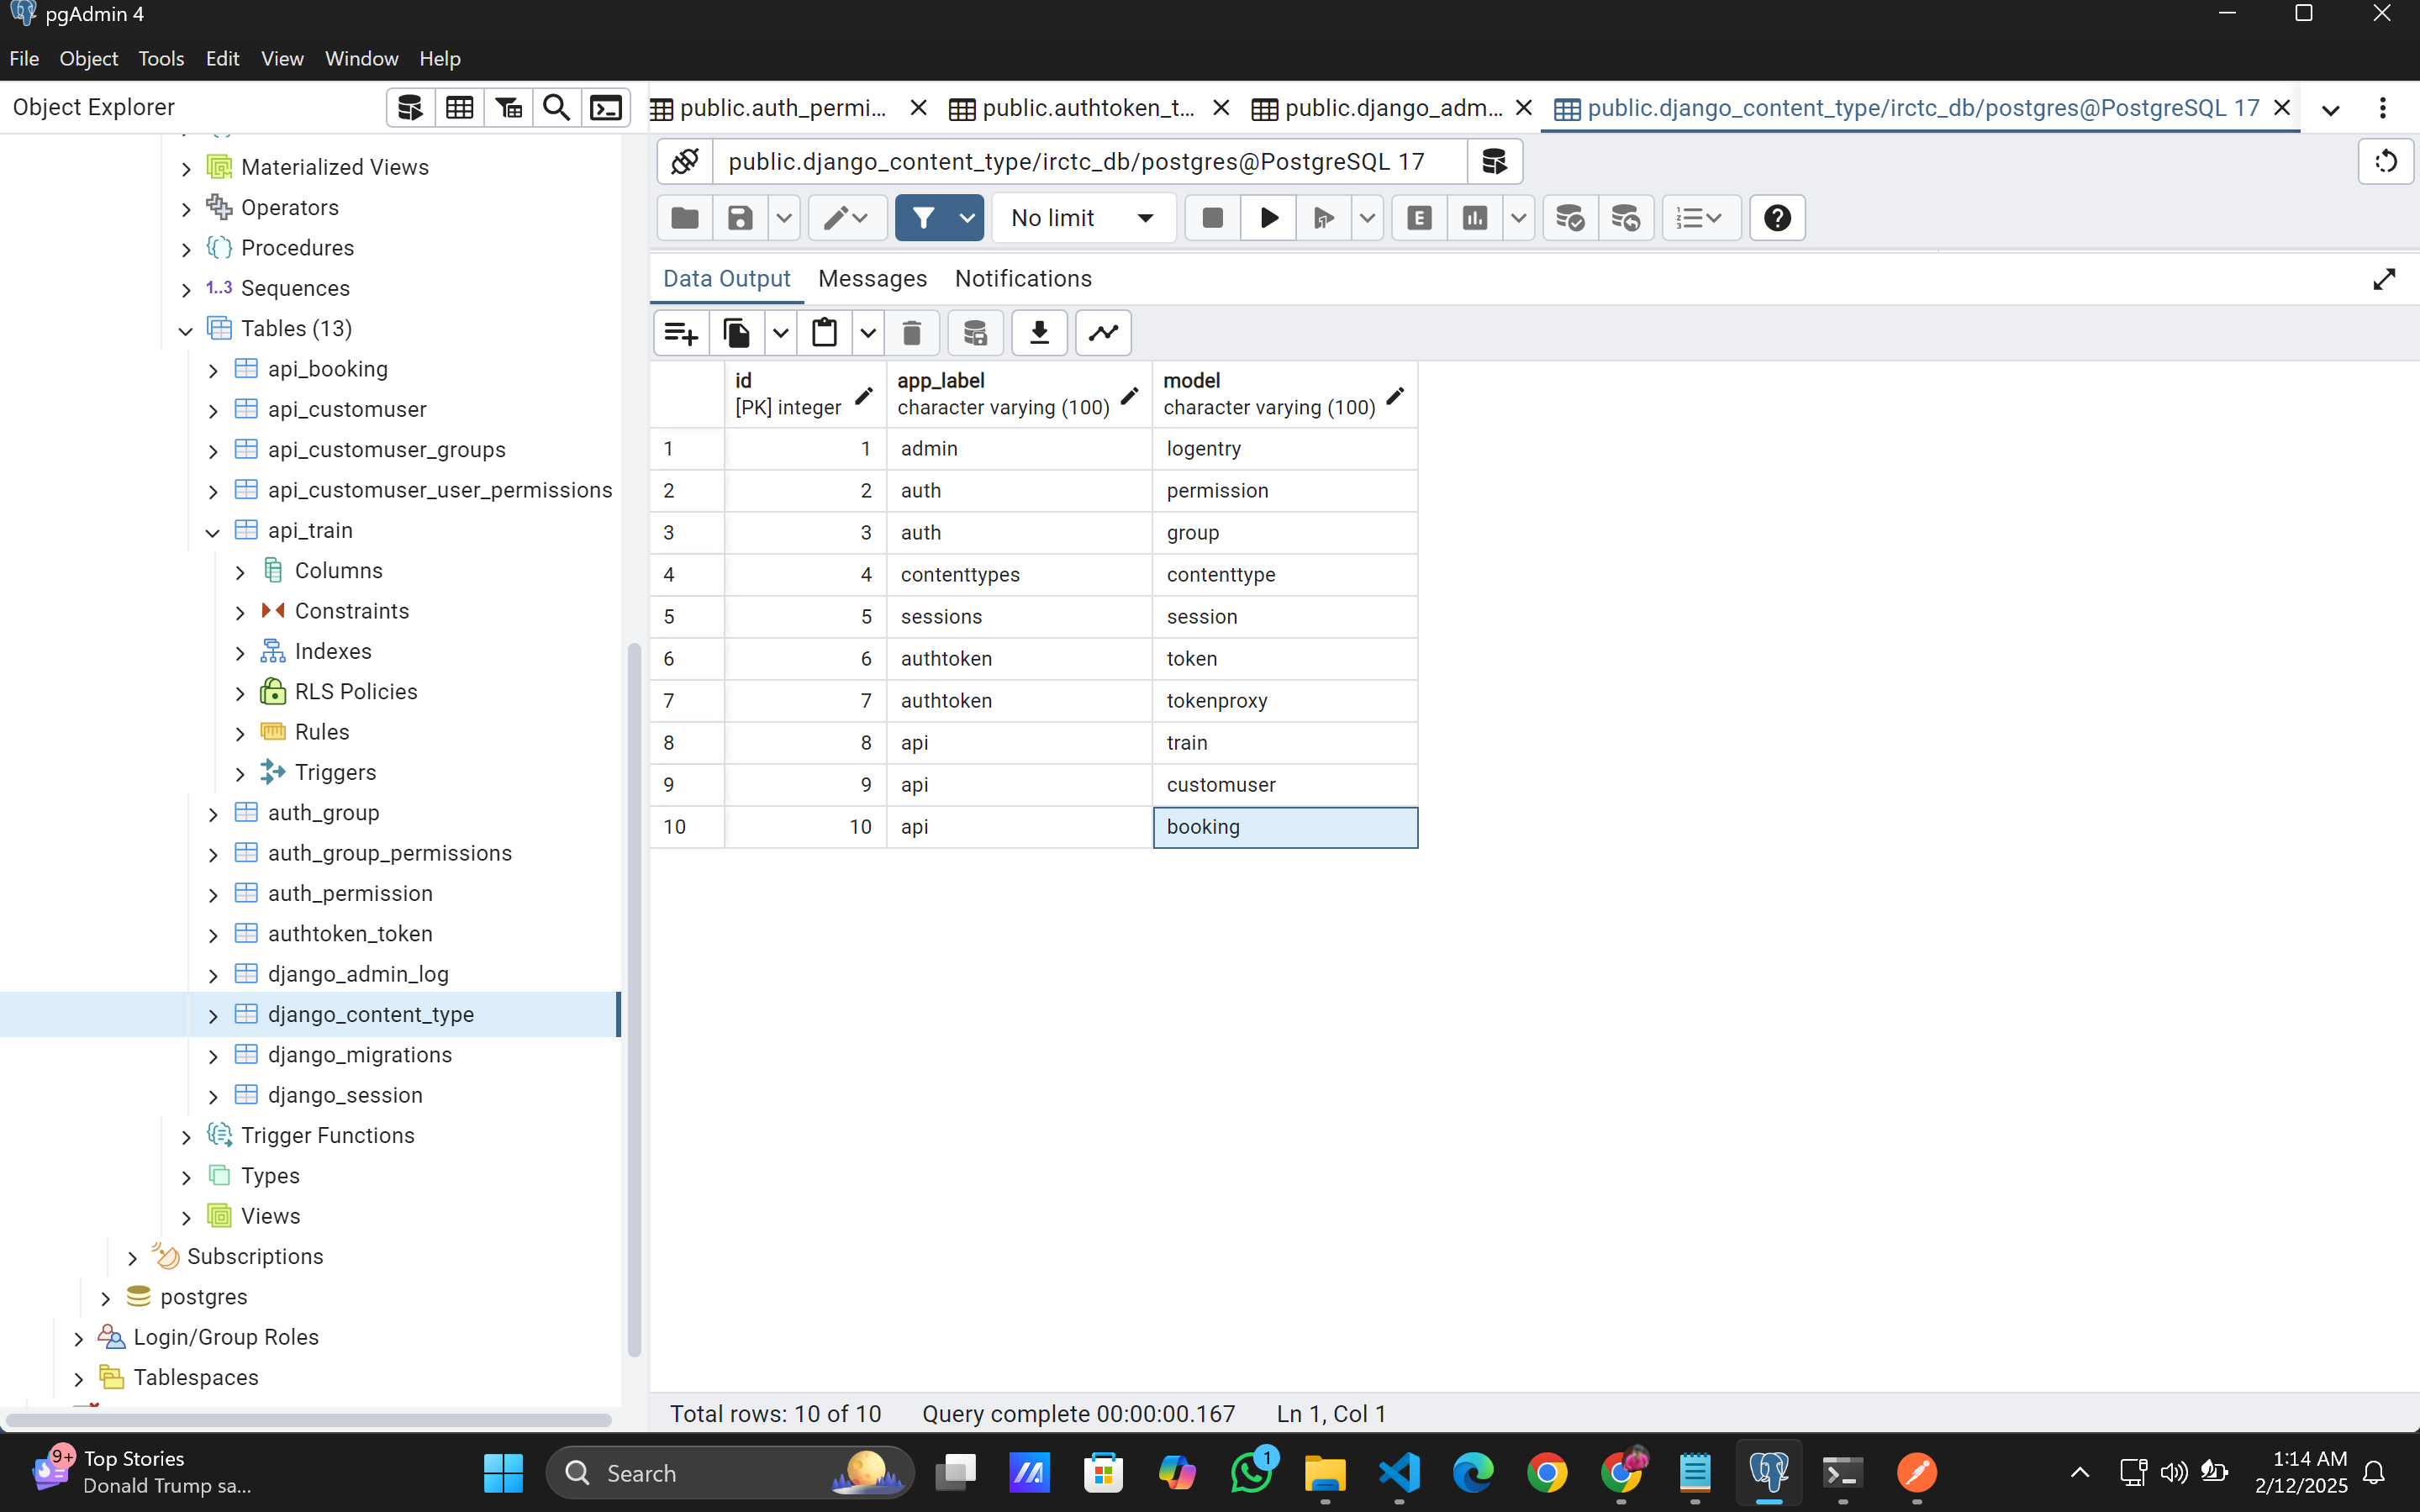 pgAdmin 4
File Object Tools Edit View Window Help
Object Explorer
public.auth_permi...
public.authtoken_t...
public.django_adm...
public.django_content_type/irctc_db/postgres@PostgreSQL 17
public.django_content_type/irctc_db/postgres@PostgreSQL 17
No limit
E
Data Output Messages Notifications
Materialized Views
Operators
Procedures
1..3 Sequences
Tables (13)
api_booking
api_customuser
api_customuser_groups
api_customuser_user_permissions
api_train
Columns
Constraints
Indexes
RLS Policies
Rules
Triggers
auth_group
auth_group_permissions
auth_permission
authtoken_token
django_admin_log
django_content_type
django_migrations
django_session
Trigger Functions
Types
Views
Subscriptions
postgres
Login/Group Roles
Tablespaces
id app_label model
[PK] integer character varying (100) character varying (100)
1 1 admin logentry
2 2 auth permission
3 3 auth group
4 4 contenttypes contenttype
5 5 sessions session
6 6 authtoken token
7 7 authtoken tokenproxy
8 8 api train
9 9 api customuser
10 10 api booking
Total rows: 10 of 10 Query complete 00:00:00.167 Ln 1, Col 1
9+
Top Stories
Donald Trump sa...
Search
1
1:14 AM
2/12/2025